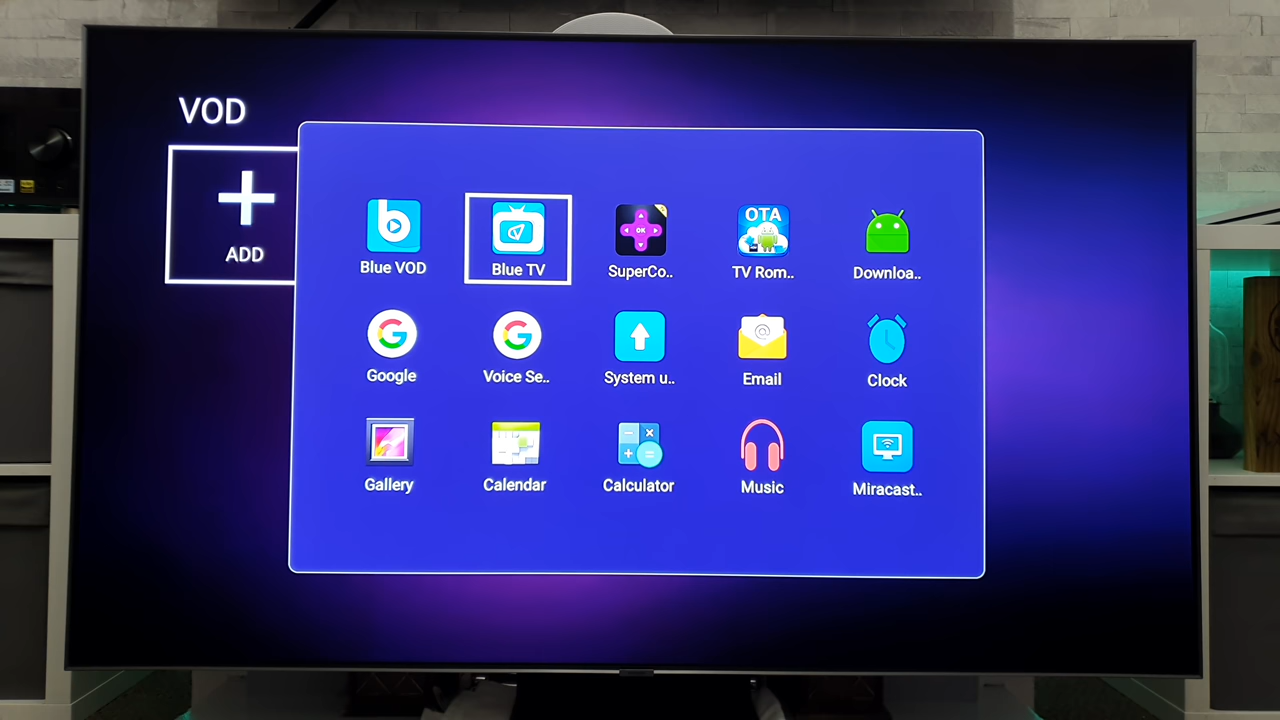 VOD
ADD
Blue VOD
Blue TV
OK
SuperCo..
OTA
TV Rom..
Downloa..
Google
Voice Se..
System u..
Email
Clock
Gallery
Calendar
Calculator
Music
Miracast..